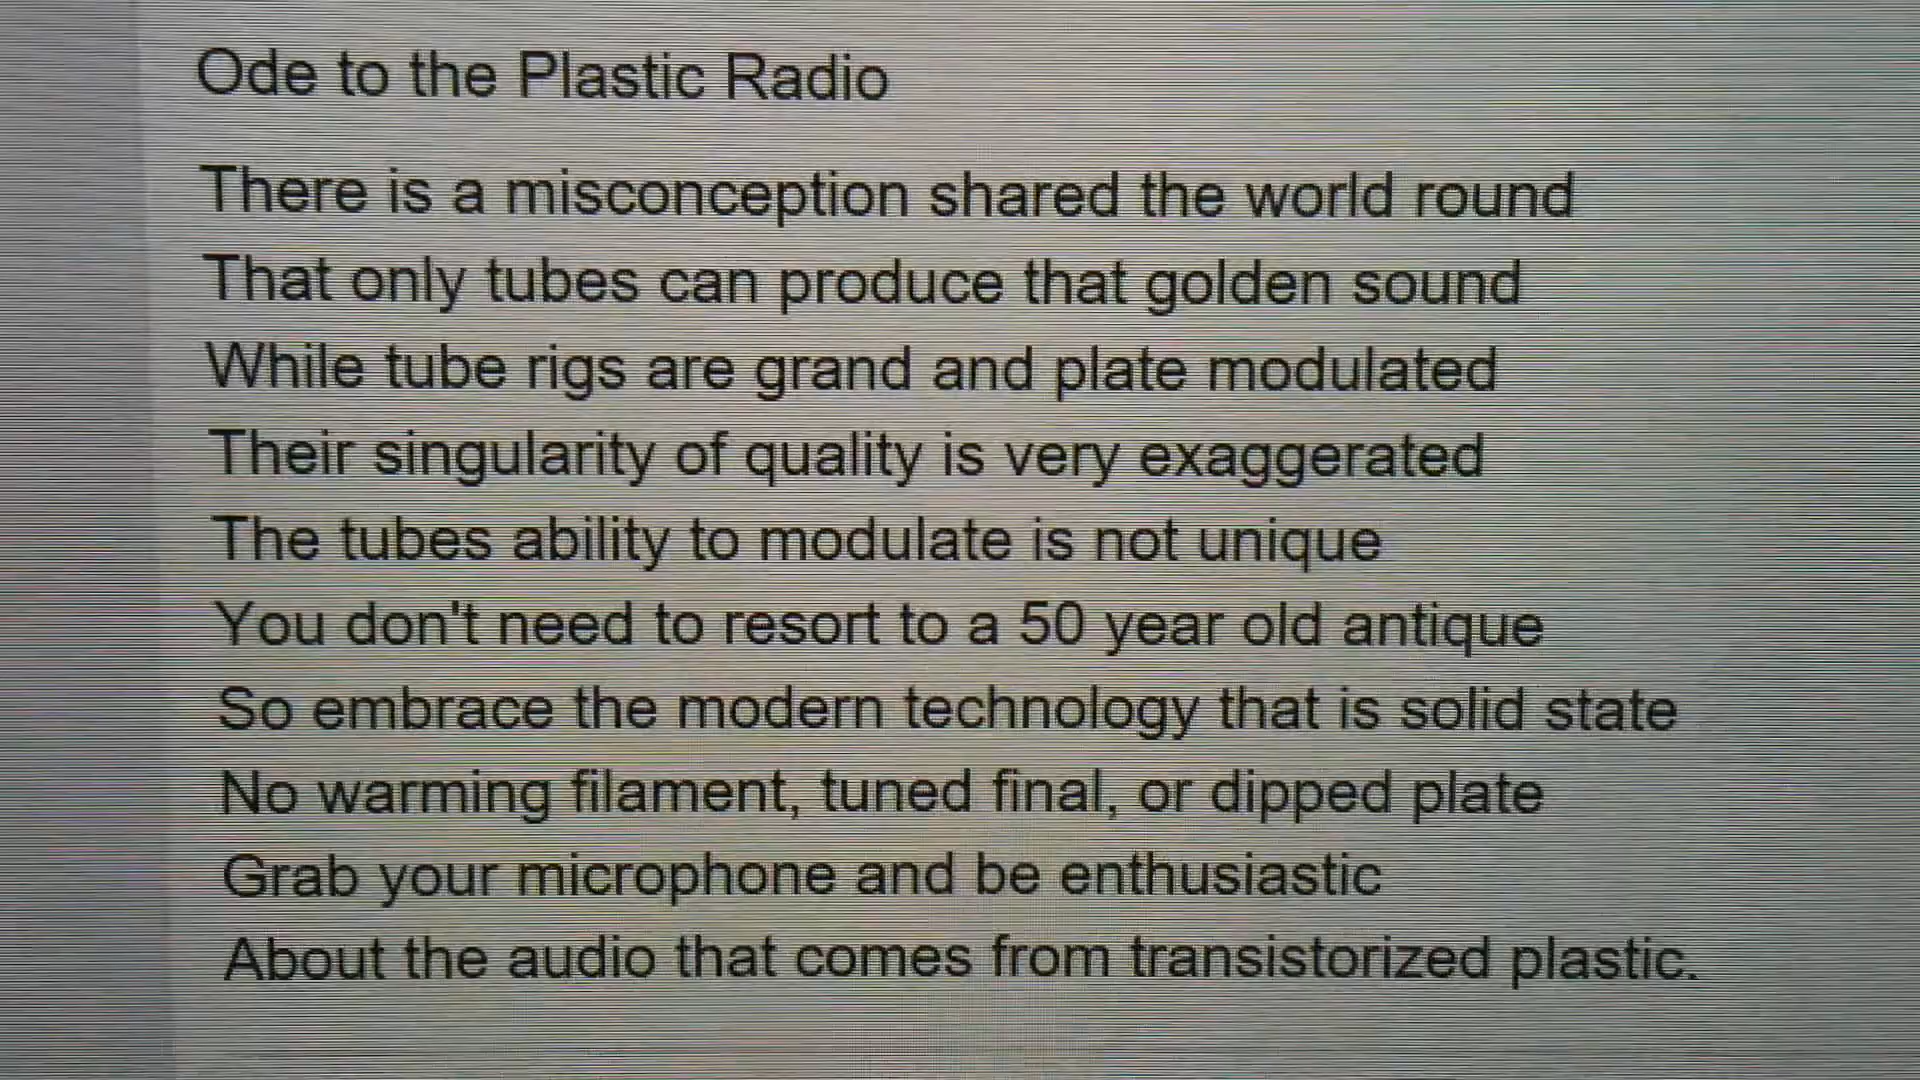 Ode to the Plastic Radio
There is a misconception shared the world round
That only tubes can produce that golden sound
While tube rigs are grand and plate modulated
Their singularity of quality is very exaggerated
The tubes ability to modulate is not unique
You don't need to resort to a 50 year old antique
So embrace the modern technology that is solid state
No warming filament, tuned final, or dipped plate
Grab your microphone and be enthusiastic
About the audio that comes from transistorized plastic.